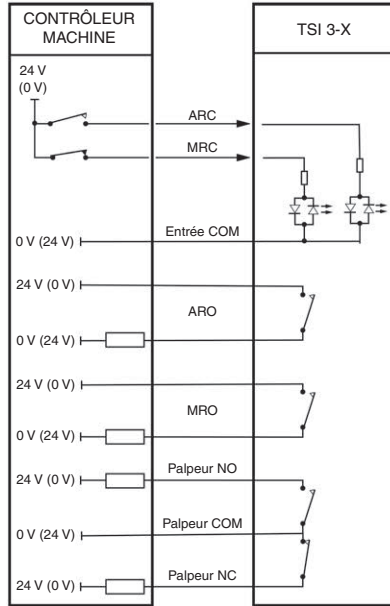 CONTRÔLEUR
MACHINE
TSI 3-X
24 V
(0 V)
ARC
MRC
Entrée COM
0 V (24 V)
24 V (0 V)
ARO
0 V (24 V)
24 V (0 V)
MRO
0 V (24 V)
Palpeur NO
24 V (0 V)
Palpeur COM
0 V (24 V)
Palpeur NC
24 V (0 V)